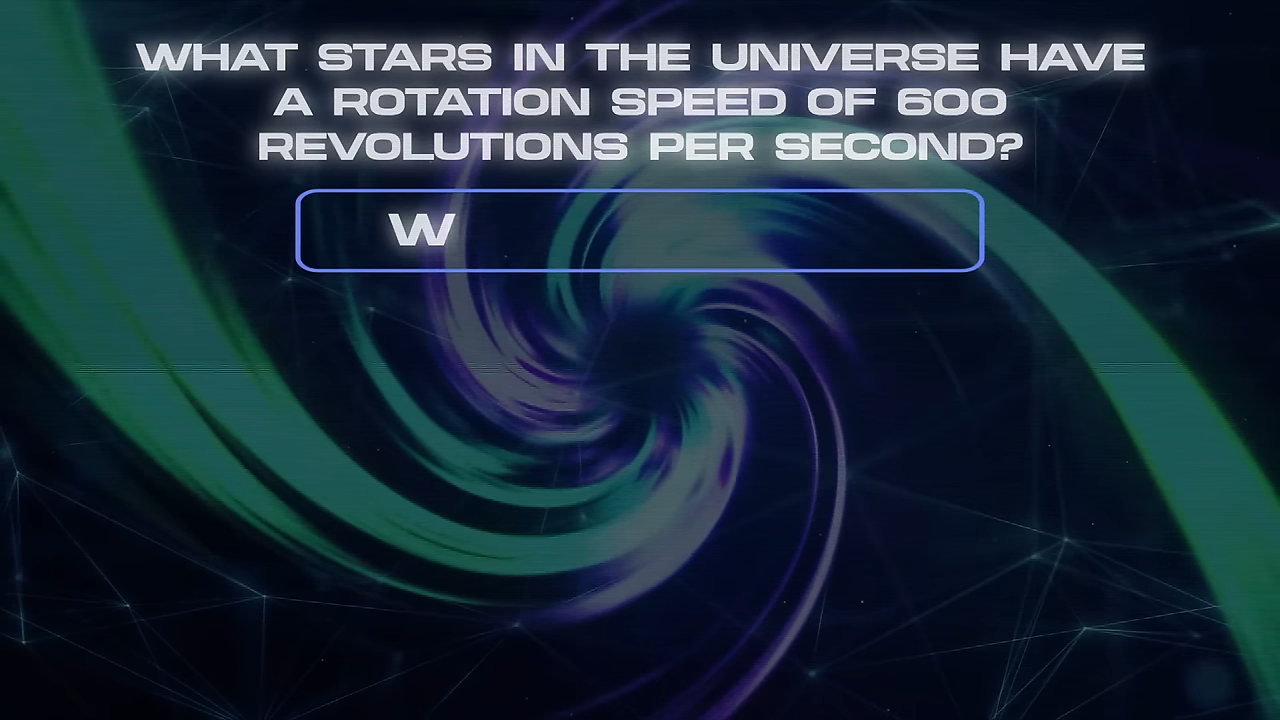 WHAT STARS IN THE UNIVERSE HAVE
A ROTATION SPEED OF 600
REVOLUTIONS PER SECOND?
W